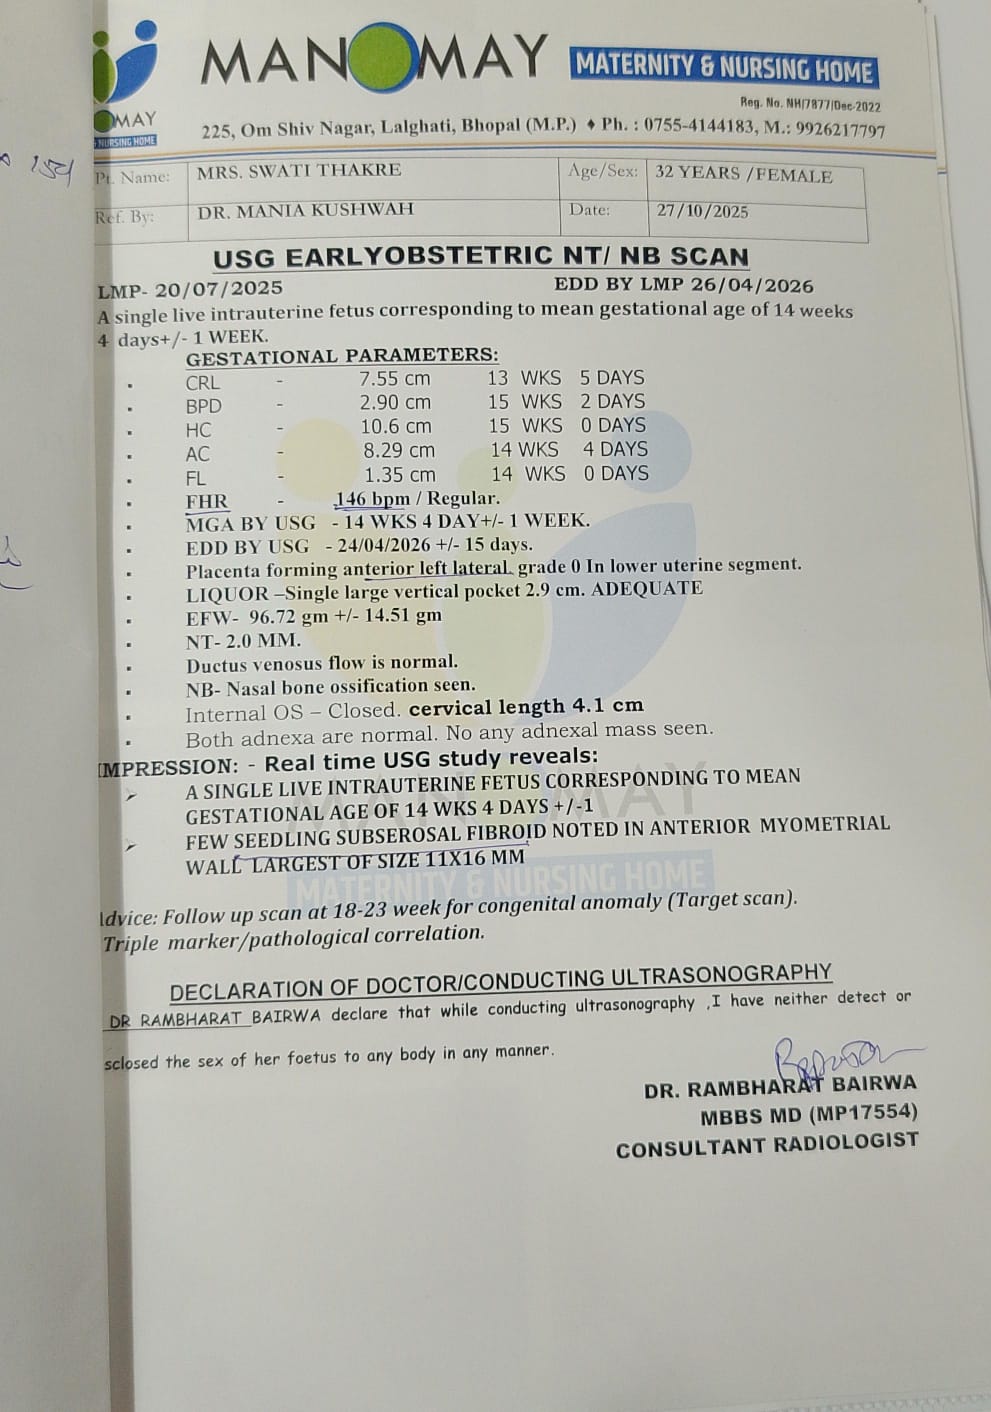 MANOMAY MATERNITY & NURSING HOME
Reg. No. NH/7877/Dec-2022
225, Om Shiv Nagar, Lalghati, Bhopal (M.P.) ♦ Ph. : 0755-4144183, M.: 9926217797
MAY
NURSING HOME
Pt. Name: MRS. SWATI THAKRE Age/Sex: 32 YEARS /FEMALE
Ref. By: DR. MANIA KUSHWAH Date: 27/10/2025
USG EARLYOBSTETRIC NT/ NB SCAN
LMP- 20/07/2025 EDD BY LMP 26/04/2026
A single live intrauterine fetus corresponding to mean gestational age of 14 weeks
4 days+/- 1 WEEK.
GESTATIONAL PARAMETERS:
CRL - 7.55 cm 13 WKS 5 DAYS
BPD - 2.90 cm 15 WKS 2 DAYS
HC - 10.6 cm 15 WKS 0 DAYS
AC - 8.29 cm 14 WKS 4 DAYS
FL - 1.35 cm 14 WKS 0 DAYS
FHR - 146 bpm / Regular.
MGA BY USG - 14 WKS 4 DAY+/- 1 WEEK.
EDD BY USG - 24/04/2026 +/- 15 days.
Placenta forming anterior left lateral grade 0 In lower uterine segment.
LIQUOR –Single large vertical pocket 2.9 cm. ADEQUATE
EFW- 96.72 gm +/- 14.51 gm
NT- 2.0 MM.
Ductus venosus flow is normal.
NB- Nasal bone ossification seen.
Internal OS – Closed. cervical length 4.1 cm
Both adnexa are normal. No any adnexal mass seen.
IMPRESSION: - Real time USG study reveals:
➢ A SINGLE LIVE INTRAUTERINE FETUS CORRESPONDING TO MEAN
GESTATIONAL AGE OF 14 WKS 4 DAYS +/-1
➢ FEW SEEDLING SUBSEROSAL FIBROID NOTED IN ANTERIOR MYOMETRIAL
WALL LARGEST OF SIZE 11X16 MM
MANOMAY
MATERNITY & NURSING HOME
dvice: Follow up scan at 18-23 week for congenital anomaly (Target scan).
Triple marker/pathological correlation.
DECLARATION OF DOCTOR/CONDUCTING ULTRASONOGRAPHY
DR RAMBHARAT BAIRWA declare that while conducting ultrasonography ,I have neither detect or
sclosed the sex of her foetus to any body in any manner.
DR. RAMBHARAT BAIRWA
MBBS MD (MP17554)
CONSULTANT RADIOLOGIST